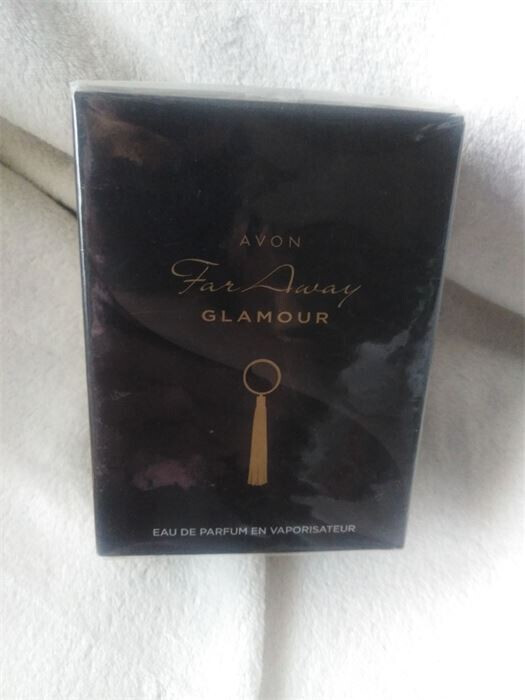 AVON
Far Away
GLAMOUR
EAU DE PARFUM EN VAPORISATEUR